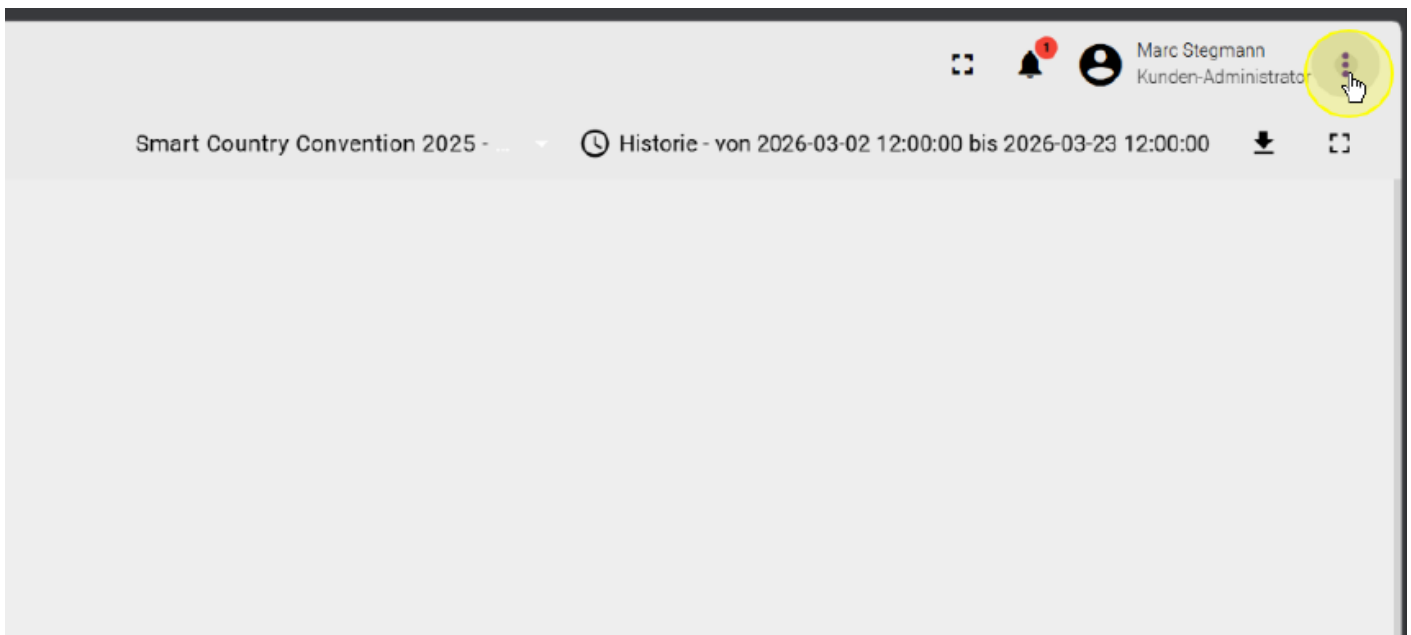 1
Marc Stegmann
Kunden-Administrator
Smart Country Convention 2025 - ...
Historie - von 2026-03-02 12:00:00 bis 2026-03-23 12:00:00